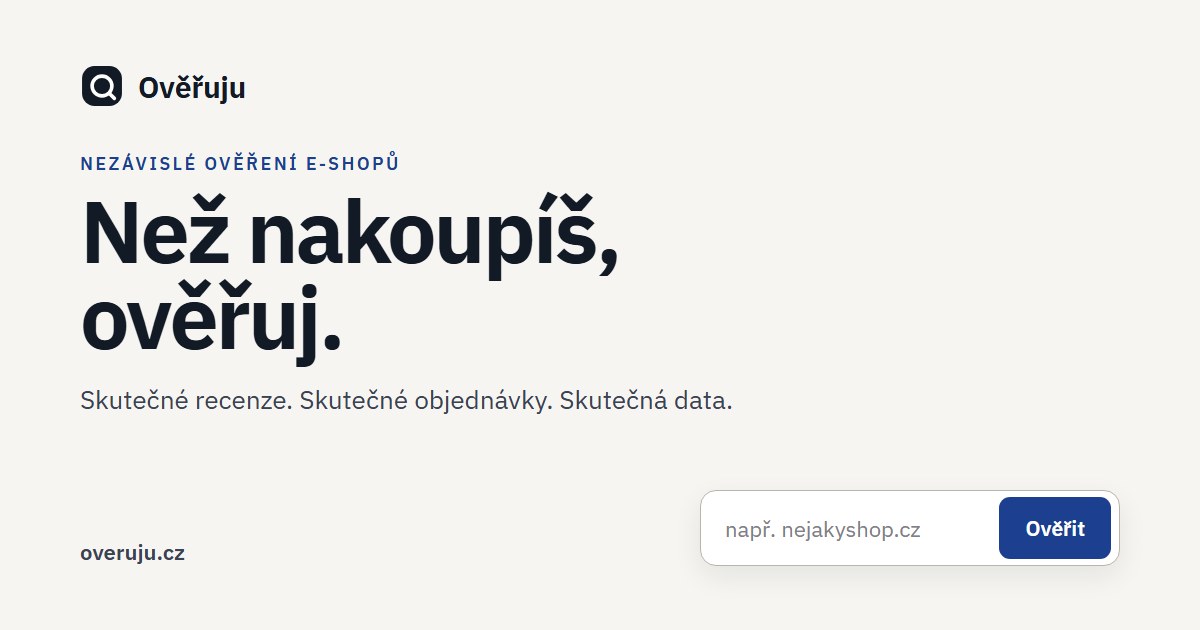 Ověřuju
NEZÁVISLÉ OVĚŘENÍ E-SHOPŮ
Než nakoupíš,
ověřuj.
Skutečné recenze. Skutečné objednávky. Skutečná data.
např. nejakyshop.cz
Ověřit
overuju.cz